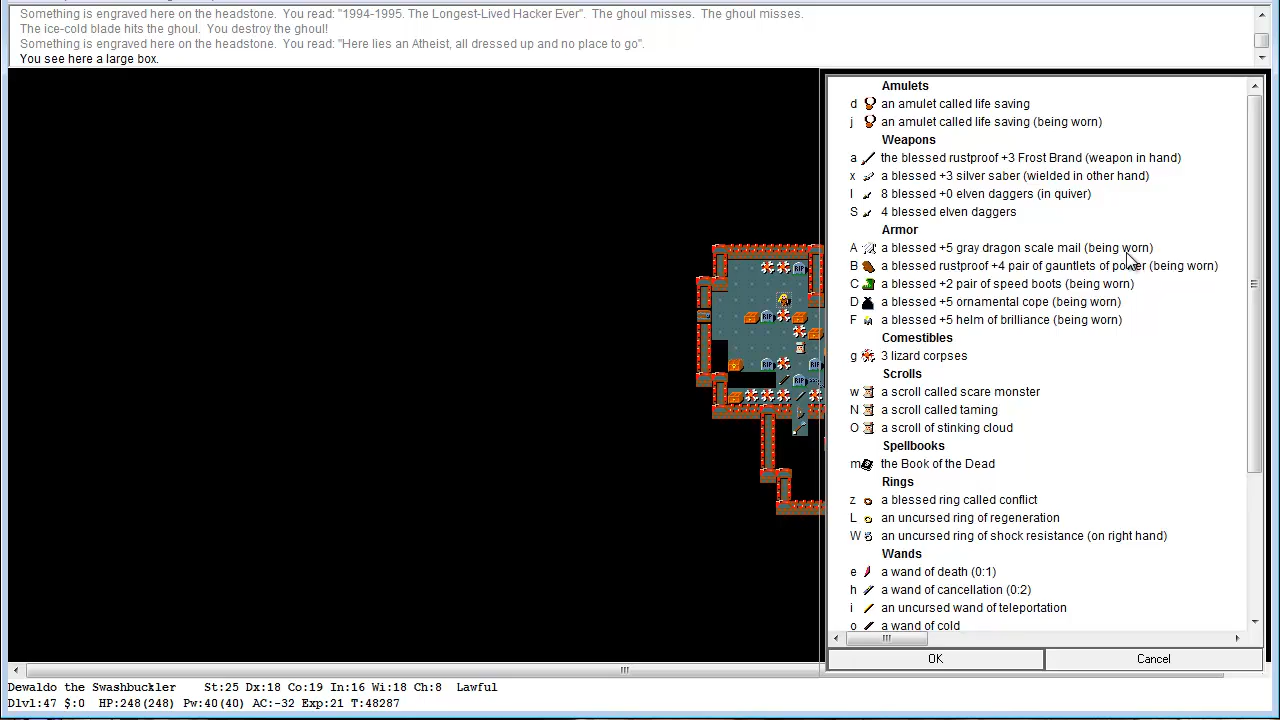 Something is engraved here on the headstone.  You read: "1994-1995. The Longest-Lived Hacker Ever".  The ghoul misses.  The ghoul misses.
The ice-cold blade hits the ghoul.  You destroy the ghoul!
Something is engraved here on the headstone.  You read: "Here lies an Atheist, all dressed up and no place to go".
You see here a large box.
Amulets
d an amulet called life saving
j an amulet called life saving (being worn)
Weapons
a the blessed rustproof +3 Frost Brand (weapon in hand)
x a blessed +3 silver saber (wielded in other hand)
I 8 blessed +0 elven daggers (in quiver)
S 4 blessed elven daggers
Armor
A a blessed +5 gray dragon scale mail (being worn)
B a blessed rustproof +4 pair of gauntlets of power (being worn)
C a blessed +2 pair of speed boots (being worn)
D a blessed +5 ornamental cope (being worn)
F a blessed +5 helm of brilliance (being worn)
Comestibles
g 3 lizard corpses
Scrolls
w a scroll called scare monster
N a scroll called taming
O a scroll of stinking cloud
Spellbooks
m the Book of the Dead
Rings
z a blessed ring called conflict
L an uncursed ring of regeneration
W an uncursed ring of shock resistance (on right hand)
Wands
e a wand of death (0:1)
h a wand of cancellation (0:2)
i an uncursed wand of teleportation
o a wand of cold
RIP
RIP
RIP
RIP
RIP
OK Cancel
Dewaldo the Swashbuckler St:25 Dx:18 Co:19 In:16 Wi:18 Ch:8 Lawful
Dlvl:47 $:0 HP:248(248) Pw:40(40) AC:-32 Exp:21 T:48287